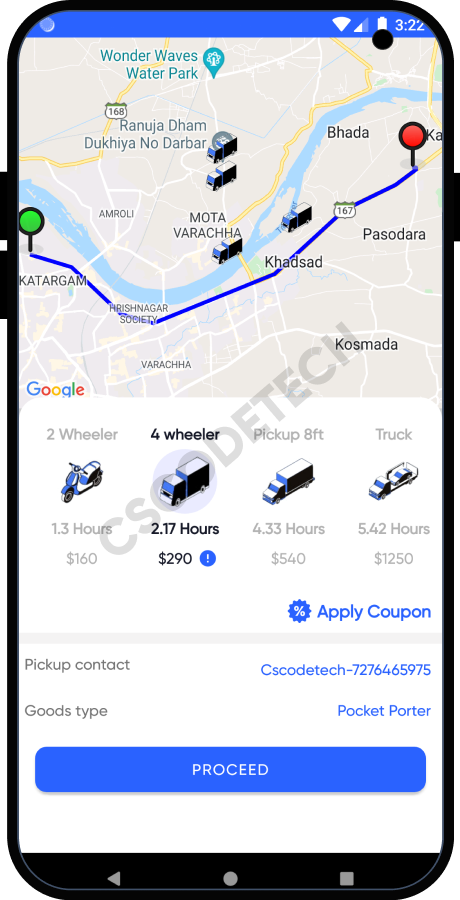 3:22
Wonder Waves
Water Park
168
Ranuja Dham
Dukhiya No Darbar
Bhada
Ka
AMROLI
MOTA
VARACHHA
167
Pasodara
Khadsad
KATARGAM
HRISHNAGAR
SOCIETY
Kosmada
VARACHHA
Google
CSCODETECH
2 Wheeler
4 wheeler
Pickup 8ft
Truck
1.3 Hours
2.17 Hours
4.33 Hours
5.42 Hours
$160
$290
$540
$1250
Apply Coupon
Pickup contact
Cscodetech-7276465975
Goods type
Pocket Porter
PROCEED